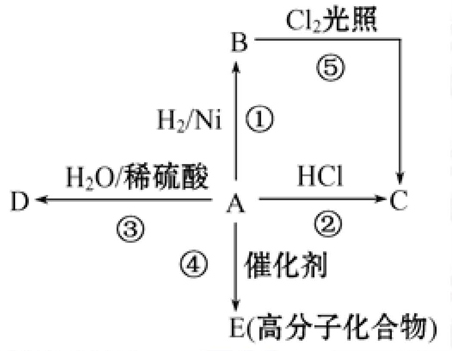 Cl₂光照
B
⑤
H₂/Ni
①
H₂O/稀硫酸
HCl
D
A
C
③
②
④
催化剂
E(高分子化合物)